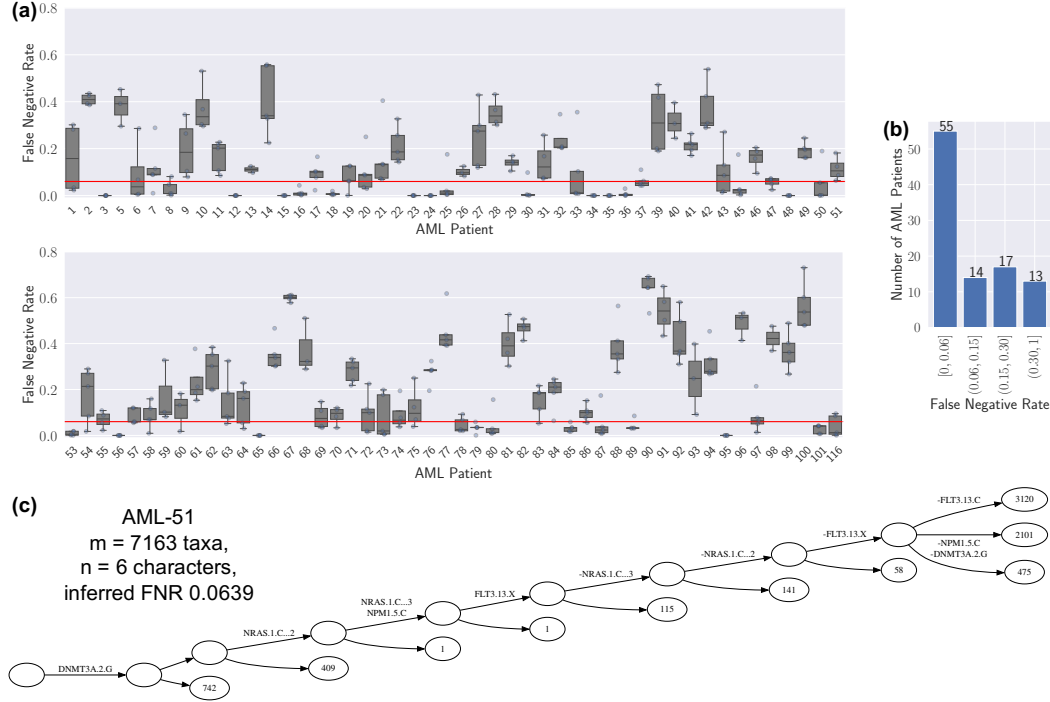 (a)
0.8
0.6
0.4
0.2
0.0
False Negative Rate
1 2 3 5 6 7 8 9 10 11 12 13 14 15 16 17 18 19 20 21 22 23 24 25 26 27 28 29 30 31 32 33 34 35 36 37 39 40 41 42 43 45 46 47 48 49 50 51
AML Patient
0.8
0.6
0.4
0.2
0.0
False Negative Rate
53 54 55 56 57 58 59 60 61 62 63 64 65 66 67 68 69 70 71 72 73 74 75 76 77 78 79 80 81 82 83 84 85 86 87 88 89 90 91 92 93 94 95 96 97 98 99 100 101 116
AML Patient
(b)
55
14
17
13
50
40
30
20
10
0
Number of AML Patients
[0, 0.06]
(0.06, 0.15]
(0.15, 0.30]
(0.30, 1]
False Negative Rate
(c)
AML-51
m = 7163 taxa,
n = 6 characters,
inferred FNR 0.0639
DNMT3A.2.G
742
NRAS.1.C...2
409
NRAS.1.C...3
NPM1.5.C
1
FLT3.13.X
1
-NRAS.1.C...3
115
-NRAS.1.C...2
141
-FLT3.13.X
58
-FLT3.13.C
3120
2101
-NPM1.5.C
-DNMT3A.2.G
475